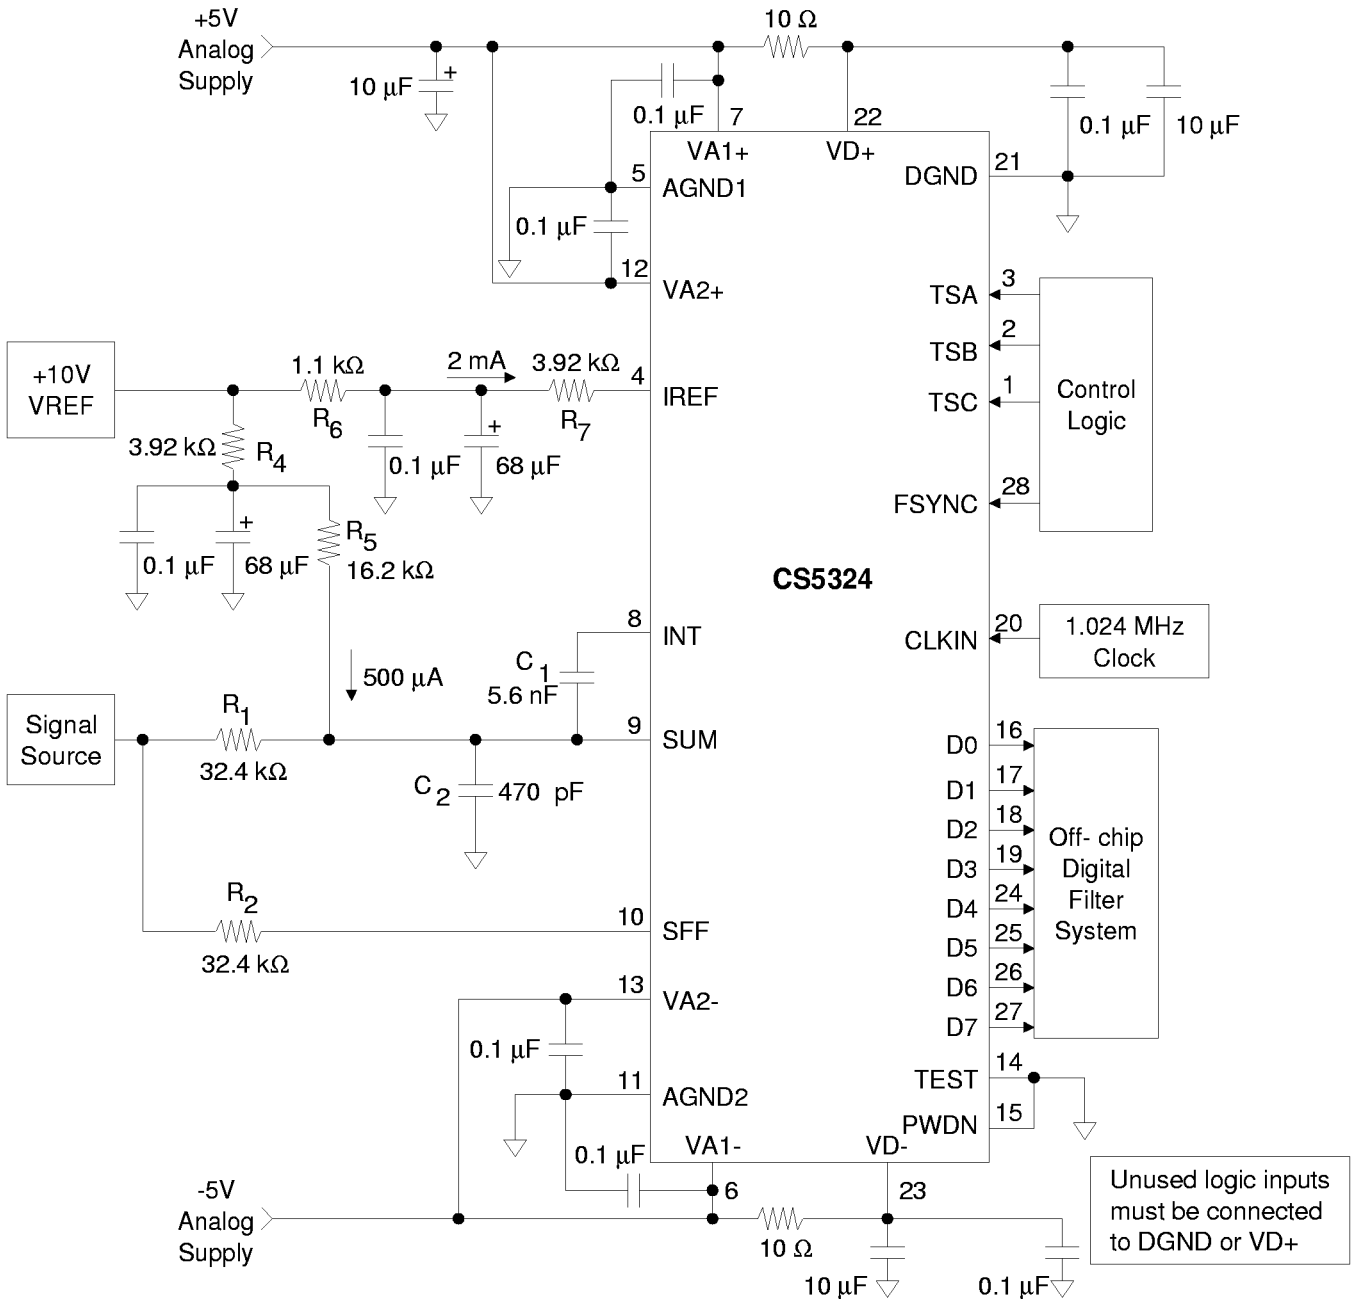 +5V
Analog
Supply
10 µF
+
0.1 µF
10 Ω
7
22
0.1 µF
10 µF
VA1+
VD+
DGND
21
5
AGND1
0.1 µF
12
VA2+
TSA
3
TSB
2
TSC
1
FSYNC
28
Control
Logic
+10V
VREF
1.1 kΩ
R6
2 mA
3.92 kΩ
R7
4
IREF
3.92 kΩ
R4
0.1 µF
+
68 µF
0.1 µF
+
68 µF
R5
16.2 kΩ
CS5324
8
INT
C1
5.6 nF
500 µA
CLKIN
20
1.024 MHz
Clock
Signal
Source
R1
32.4 kΩ
9
SUM
C2
470 pF
D0
16
D1
17
D2
18
D3
19
D4
24
D5
25
D6
26
D7
27
Off- chip
Digital
Filter
System
R2
32.4 kΩ
10
SFF
13
VA2-
0.1 µF
11
AGND2
TEST
14
PWDN
15
0.1 µF
VA1-
VD-
6
23
-5V
Analog
Supply
10 Ω
10 µF
0.1 µF
Unused logic inputs
must be connected
to DGND or VD+